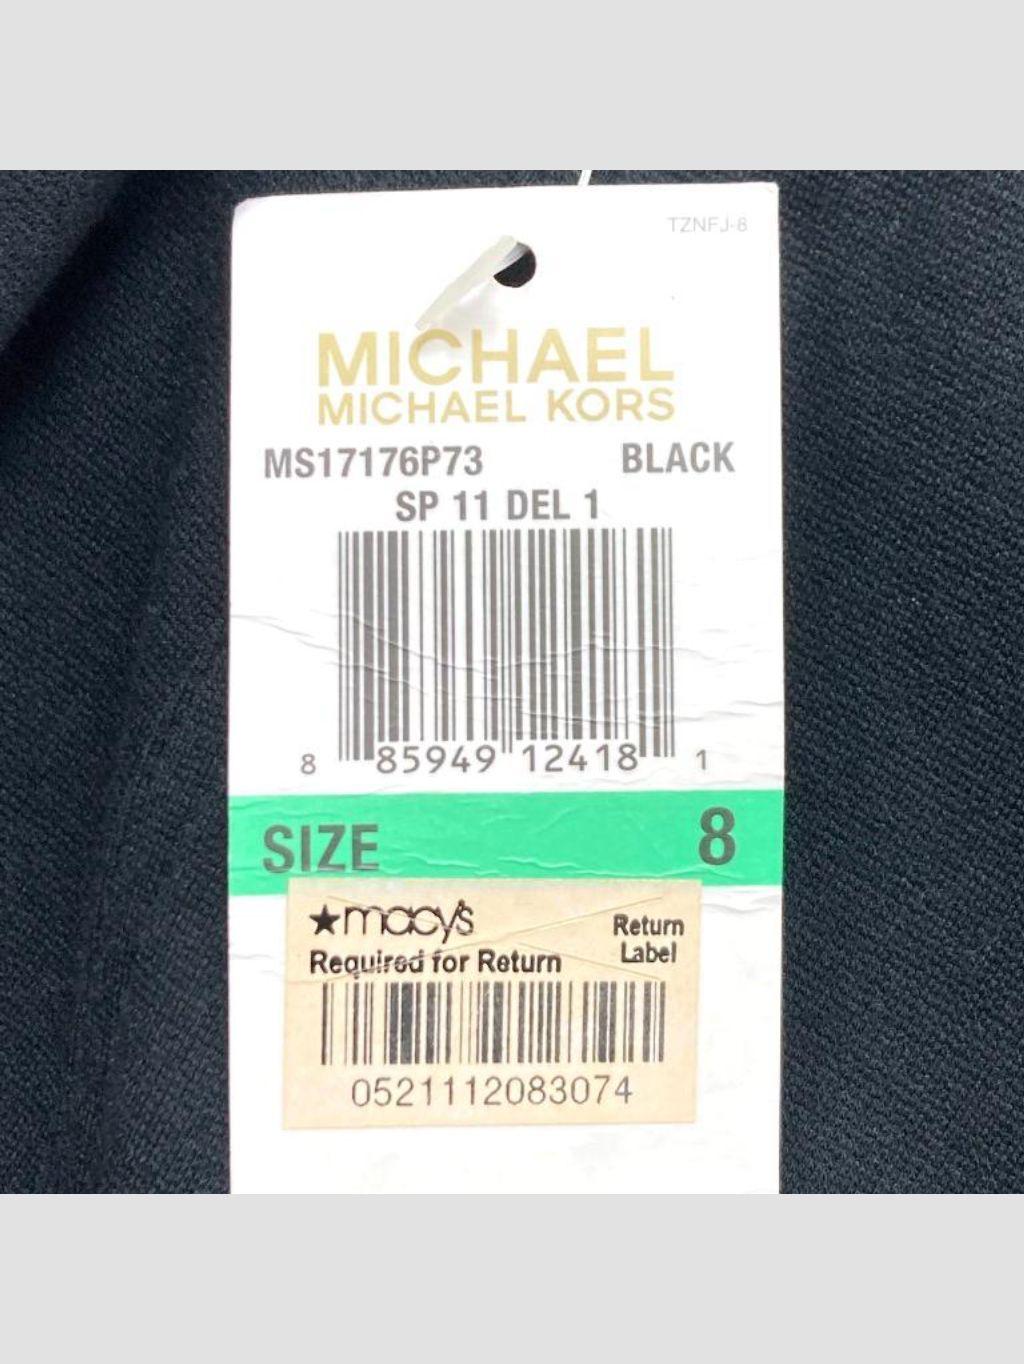 TZNFJ-8
MICHAEL
MICHAEL KORS
MS17176P73 BLACK
SP 11 DEL 1
8 85949 12418 1
SIZE 8
★macy's Return
Required for Return Label
0521112083074